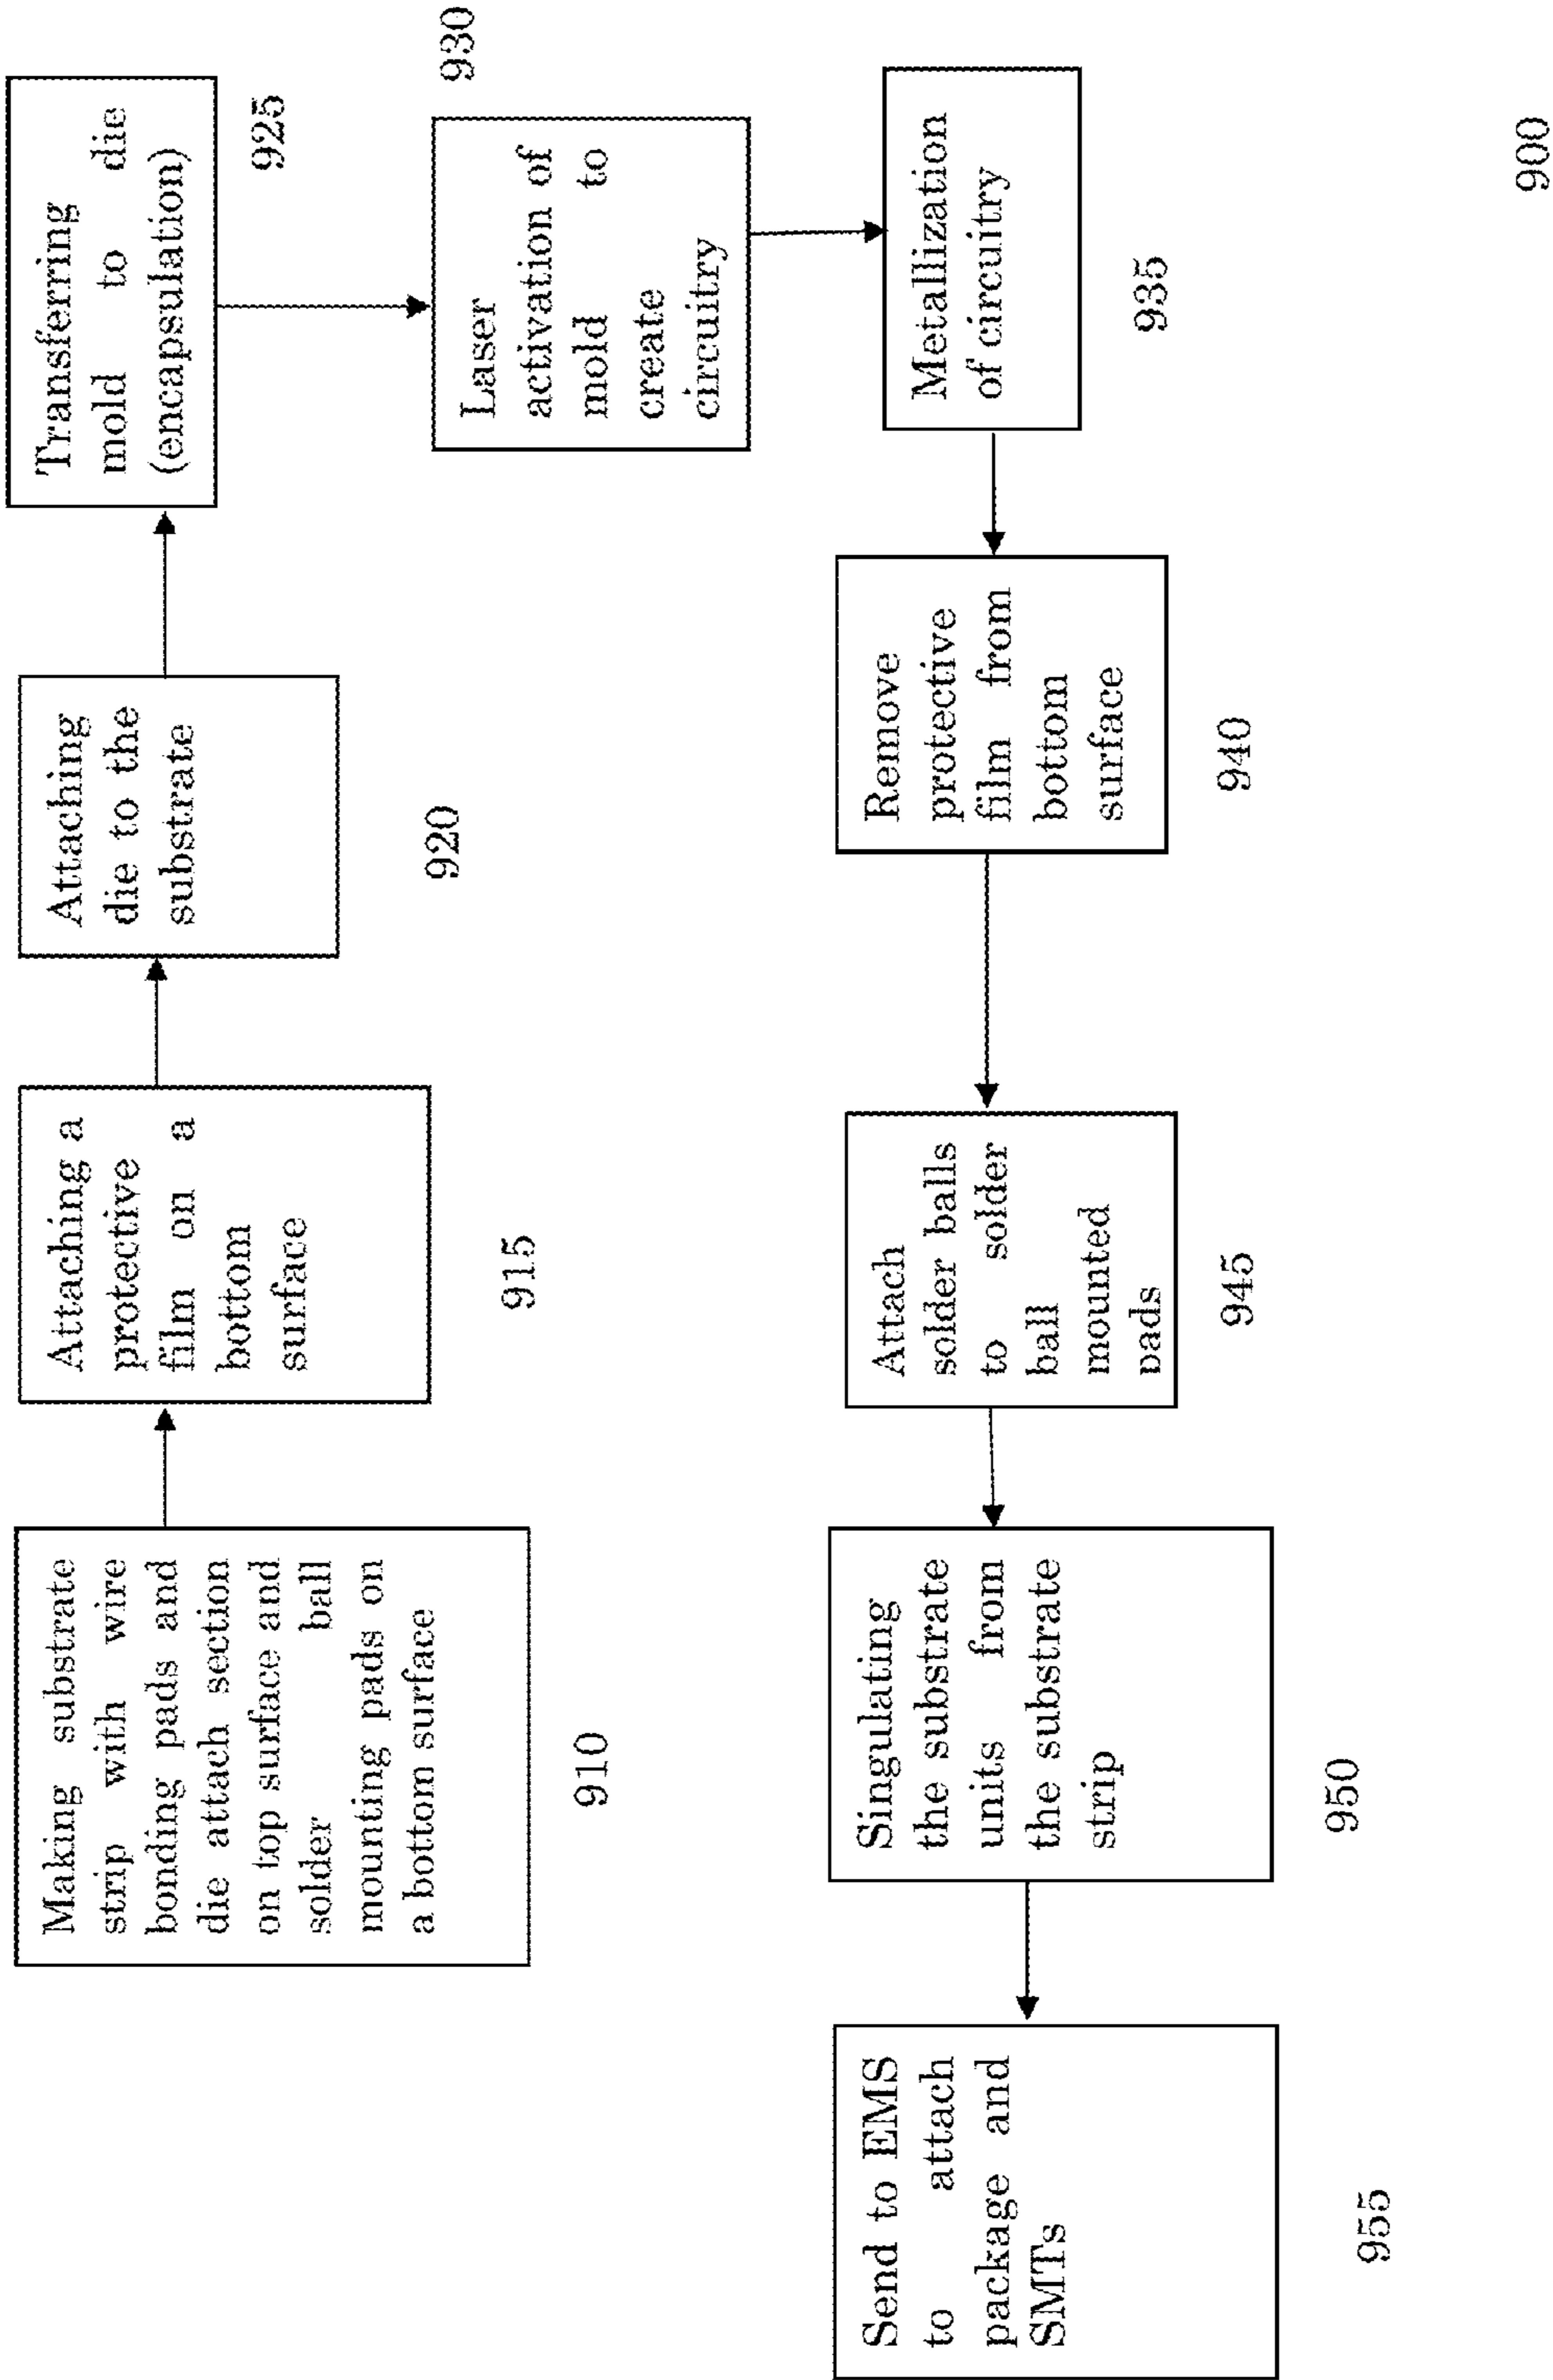 Making substrate
strip with wire
bonding pads and
die attach section
on top surface and
solder ball
mounting pads on
a bottom surface
910
Attaching a
protective
film on a
bottom
surface
915
Attaching
die to the
substrate
920
Transferring
mold to die
(encapsulation)
925
Laser
activation of
mold to
create
circuitry
930
Metallization
of circuitry
935
Remove
protective
film from
bottom
surface
940
Attach
solder balls
to solder
ball
mounted
pads
945
Singulating
the substrate
units from
the substrate
strip
950
Send to EMS
to attach
package and
SMTs
955
900